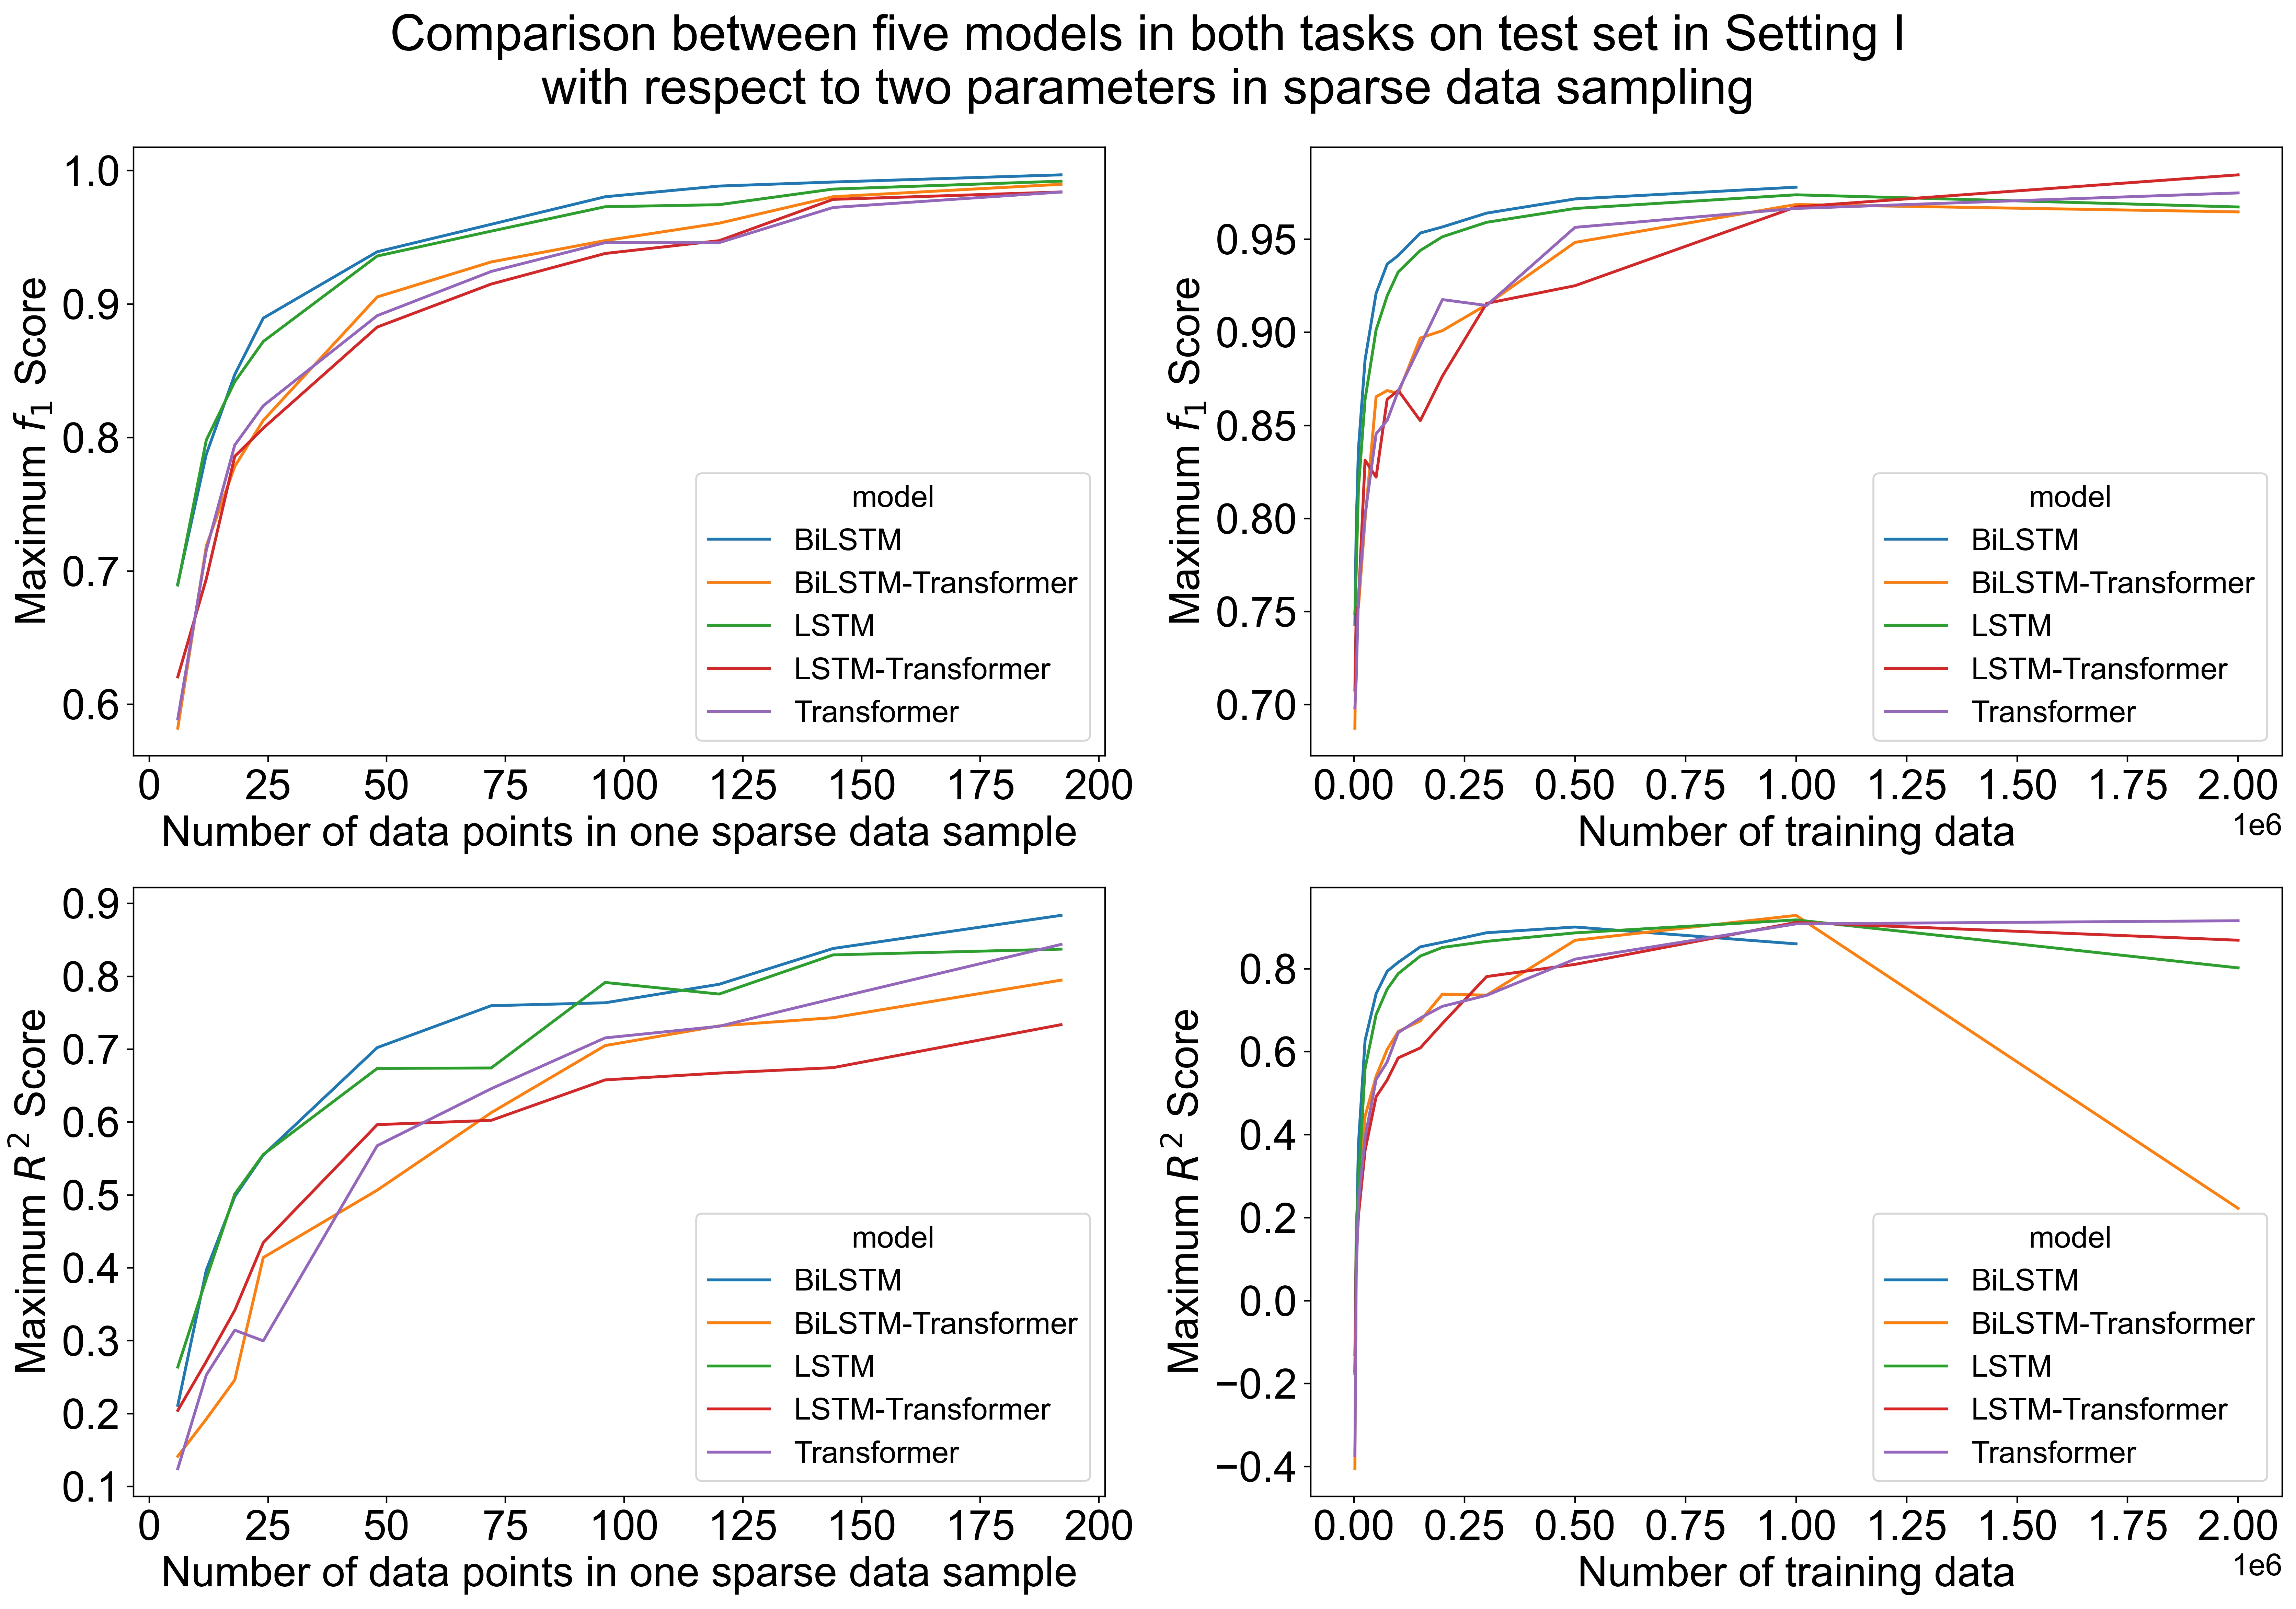 Comparison between five models in both tasks on test set in Setting I
with respect to two parameters in sparse data sampling
1.0
0.9
0.8
0.7
0.6
Maximum f₁ Score
model
BiLSTM
BiLSTM-Transformer
LSTM
LSTM-Transformer
Transformer
0 25 50 75 100 125 150 175 200
Number of data points in one sparse data sample
0.95
0.90
0.85
0.80
0.75
0.70
Maximum f₁ Score
model
BiLSTM
BiLSTM-Transformer
LSTM
LSTM-Transformer
Transformer
0.00 0.25 0.50 0.75 1.00 1.25 1.50 1.75 2.00
1e6
Number of training data
0.9
0.8
0.7
0.6
0.5
0.4
0.3
0.2
0.1
Maximum R² Score
model
BiLSTM
BiLSTM-Transformer
LSTM
LSTM-Transformer
Transformer
0 25 50 75 100 125 150 175 200
Number of data points in one sparse data sample
0.8
0.6
0.4
0.2
0.0
−0.2
−0.4
Maximum R² Score
model
BiLSTM
BiLSTM-Transformer
LSTM
LSTM-Transformer
Transformer
0.00 0.25 0.50 0.75 1.00 1.25 1.50 1.75 2.00
1e6
Number of training data